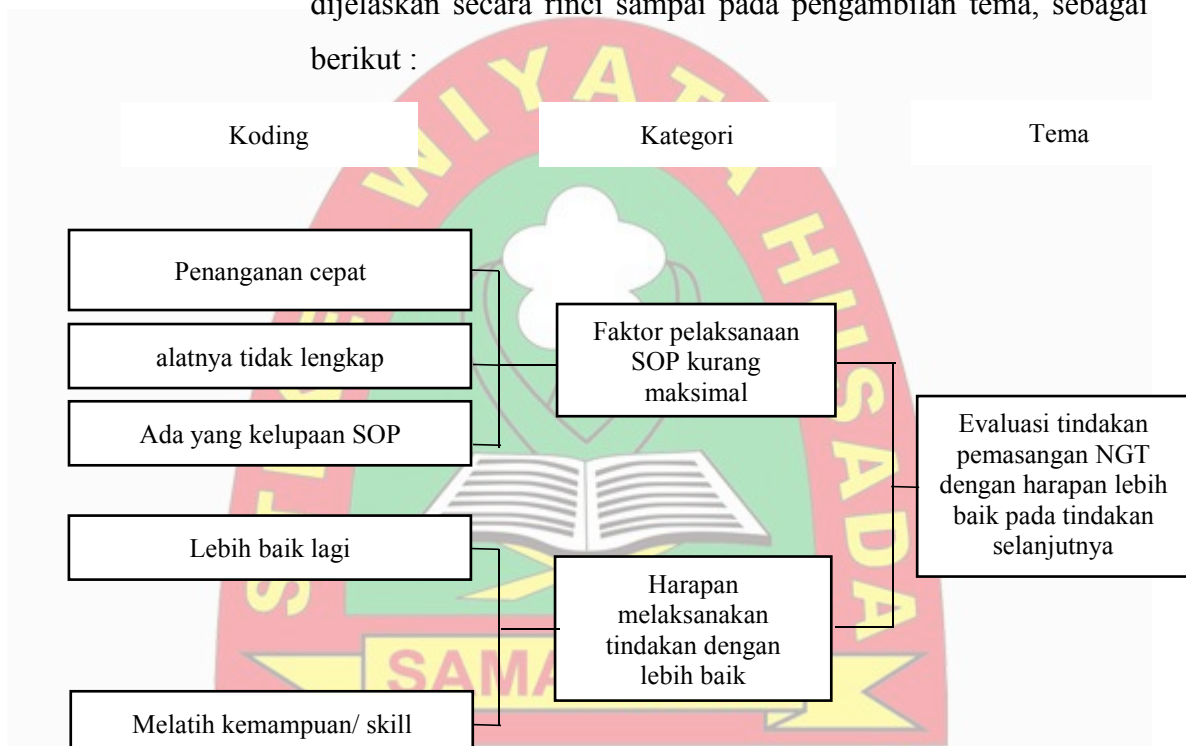 dijelaskan secara rinci sampai pada pengambilan tema, sebagai
berikut :
Koding
Kategori
Tema
Penanganan cepat
alatnya tidak lengkap
Ada yang kelupaan SOP
Lebih baik lagi
Melatih kemampuan/ skill
Faktor pelaksanaan
SOP kurang
maksimal
Harapan
melaksanakan
tindakan dengan
lebih baik
Evaluasi tindakan
pemasangan NGT
dengan harapan lebih
baik pada tindakan
selanjutnya
WIYATA HUSADA